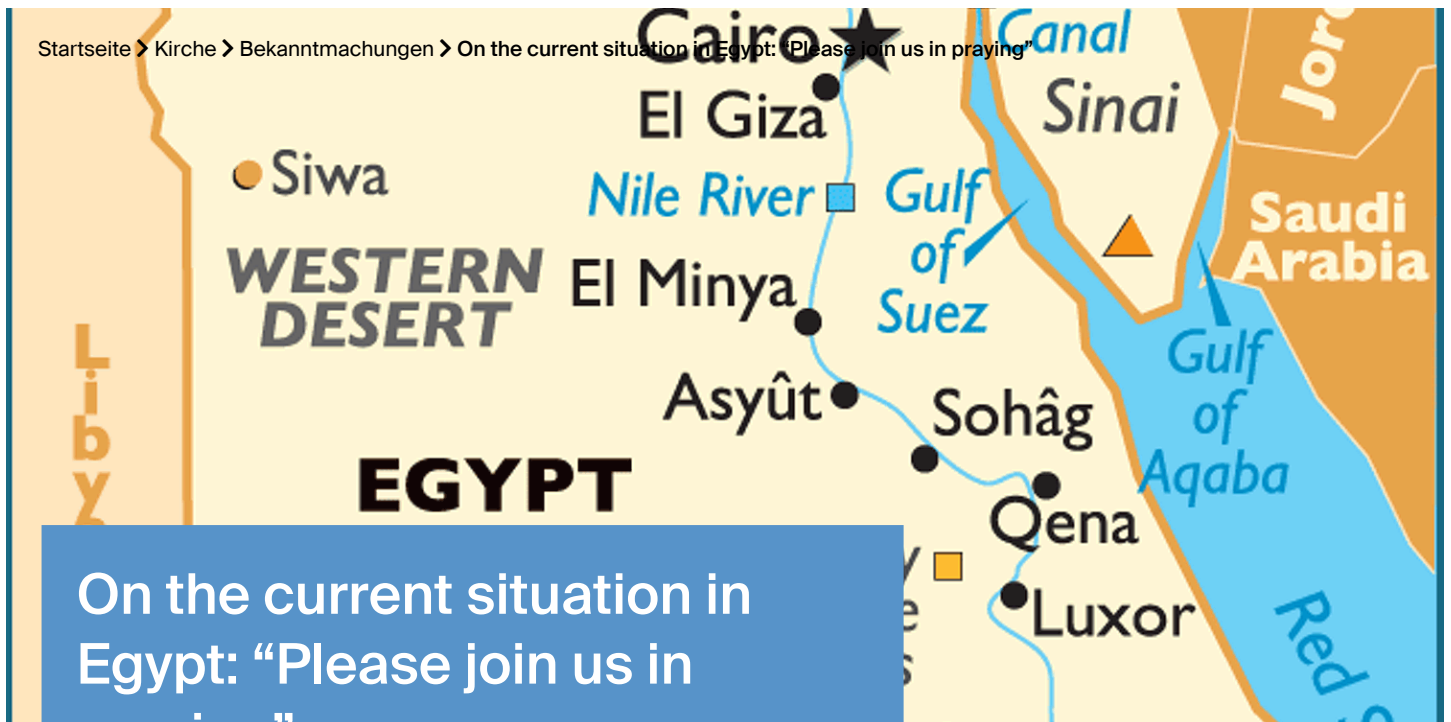 Startseite > Kirche > Bekanntmachungen > On the current situation in Egypt: “Please join us in praying”
Cairo
Canal
El Giza
Sinai
Siwa
Nile River
Gulf
of
Suez
Saudi
Arabia
WESTERN
DESERT
El Minya
Gulf
of
Aqaba
Asyût
Sohâg
EGYPT
Qena
Luxor
On the current situation in
Egypt: “Please join us in